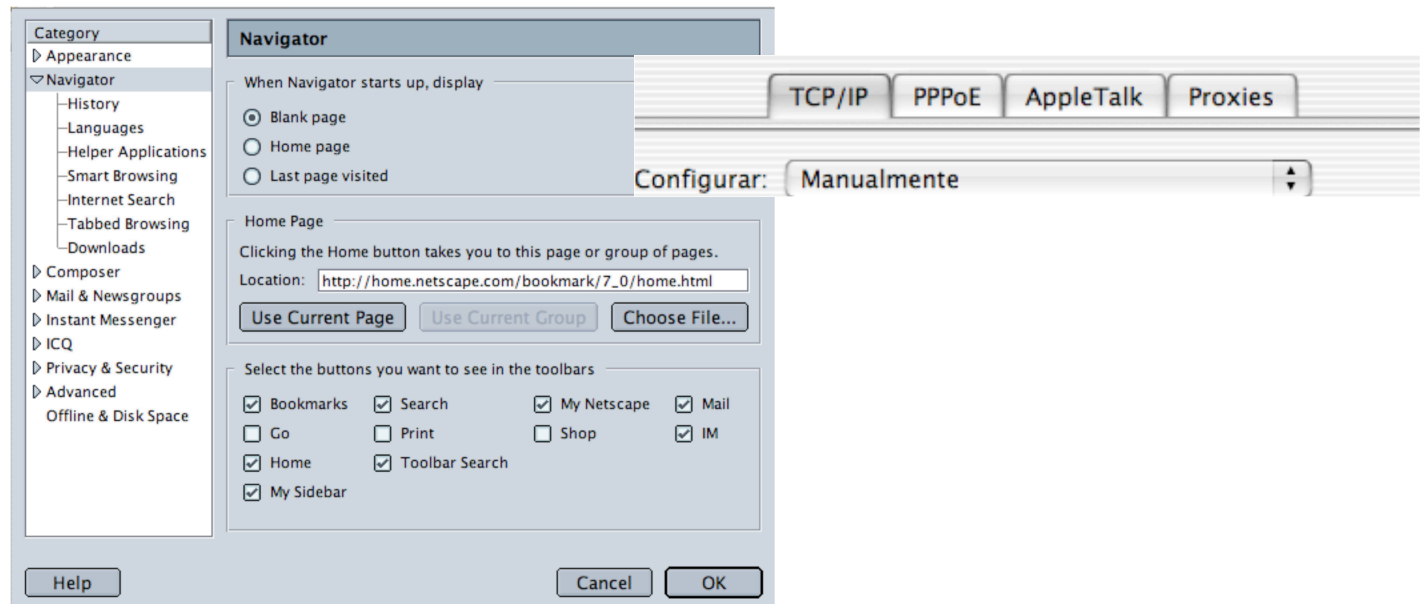 Category
Appearance
Navigator
History
Languages
Helper Applications
Smart Browsing
Internet Search
Tabbed Browsing
Downloads
Composer
Mail & Newsgroups
Instant Messenger
ICQ
Privacy & Security
Advanced
Offline & Disk Space
Navigator
When Navigator starts up, display
Blank page
Home page
Last page visited
Home Page
Clicking the Home button takes you to this page or group of pages.
Location: http://home.netscape.com/bookmark/7_0/home.html
Use Current Page Use Current Group Choose File...
Select the buttons you want to see in the toolbars
Bookmarks Search My Netscape Mail
Go Print Shop IM
Home Toolbar Search
My Sidebar
Help Cancel OK
TCP/IP PPPoE AppleTalk Proxies
Configurar: Manualmente